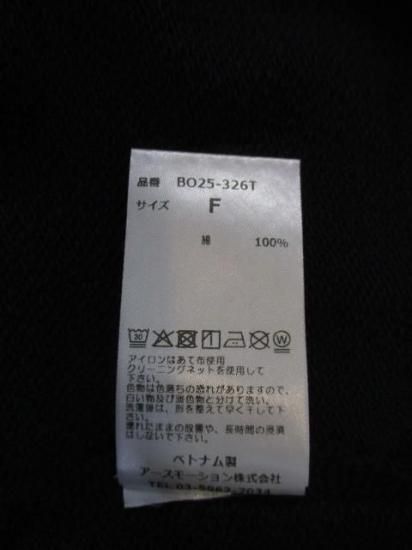 品番 BO25-326T
サイズ F
綿 100%
30
W
アイロンはあて布使用
クリーニングネットを使用して
下さい。
色物は色落ちの恐れがありますので、
白い物及び淡色物と分けて洗い。
洗濯後は、形を整えて早く干して下
さい。
濡れたままの放置や、長時間の浸漬
はしないで下さい。
ベトナム製
アースモーション株式会社